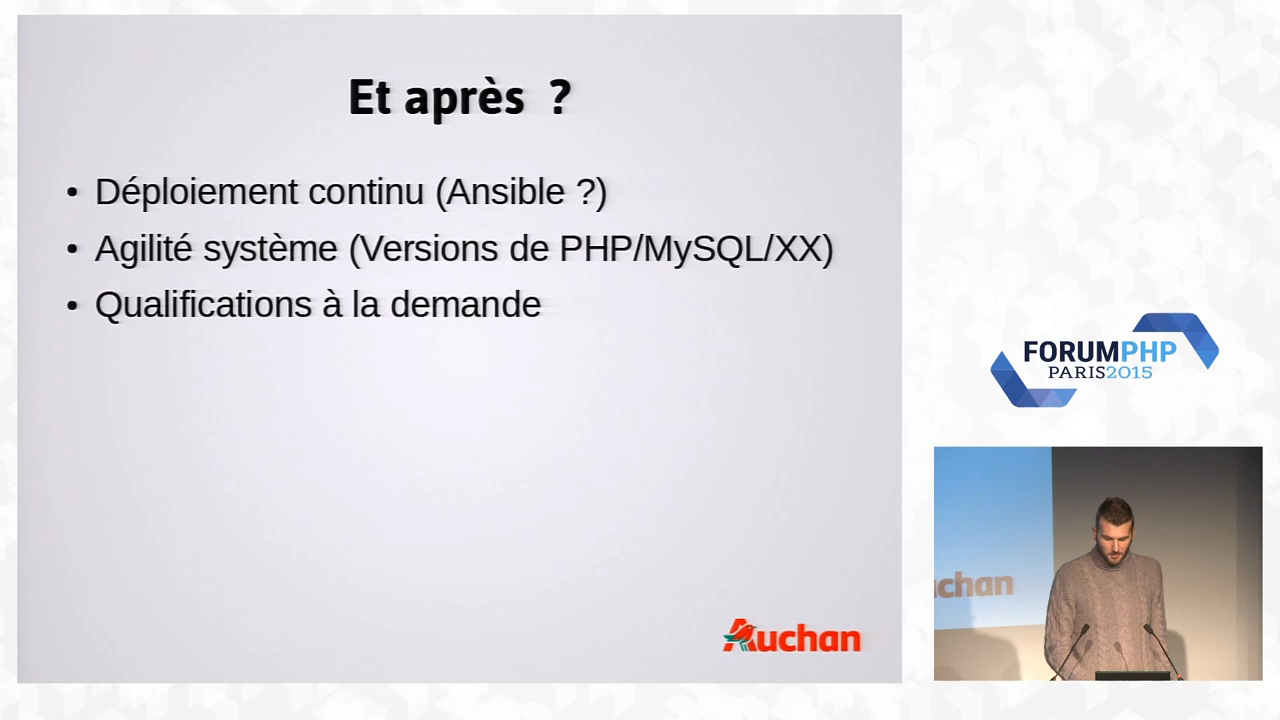 Et après ?
• Déploiement continu (Ansible ?)
• Agilité système (Versions de PHP/MySQL/XX)
• Qualifications à la demande
Auchan
FORUMPHP
PARIS2015
uchan